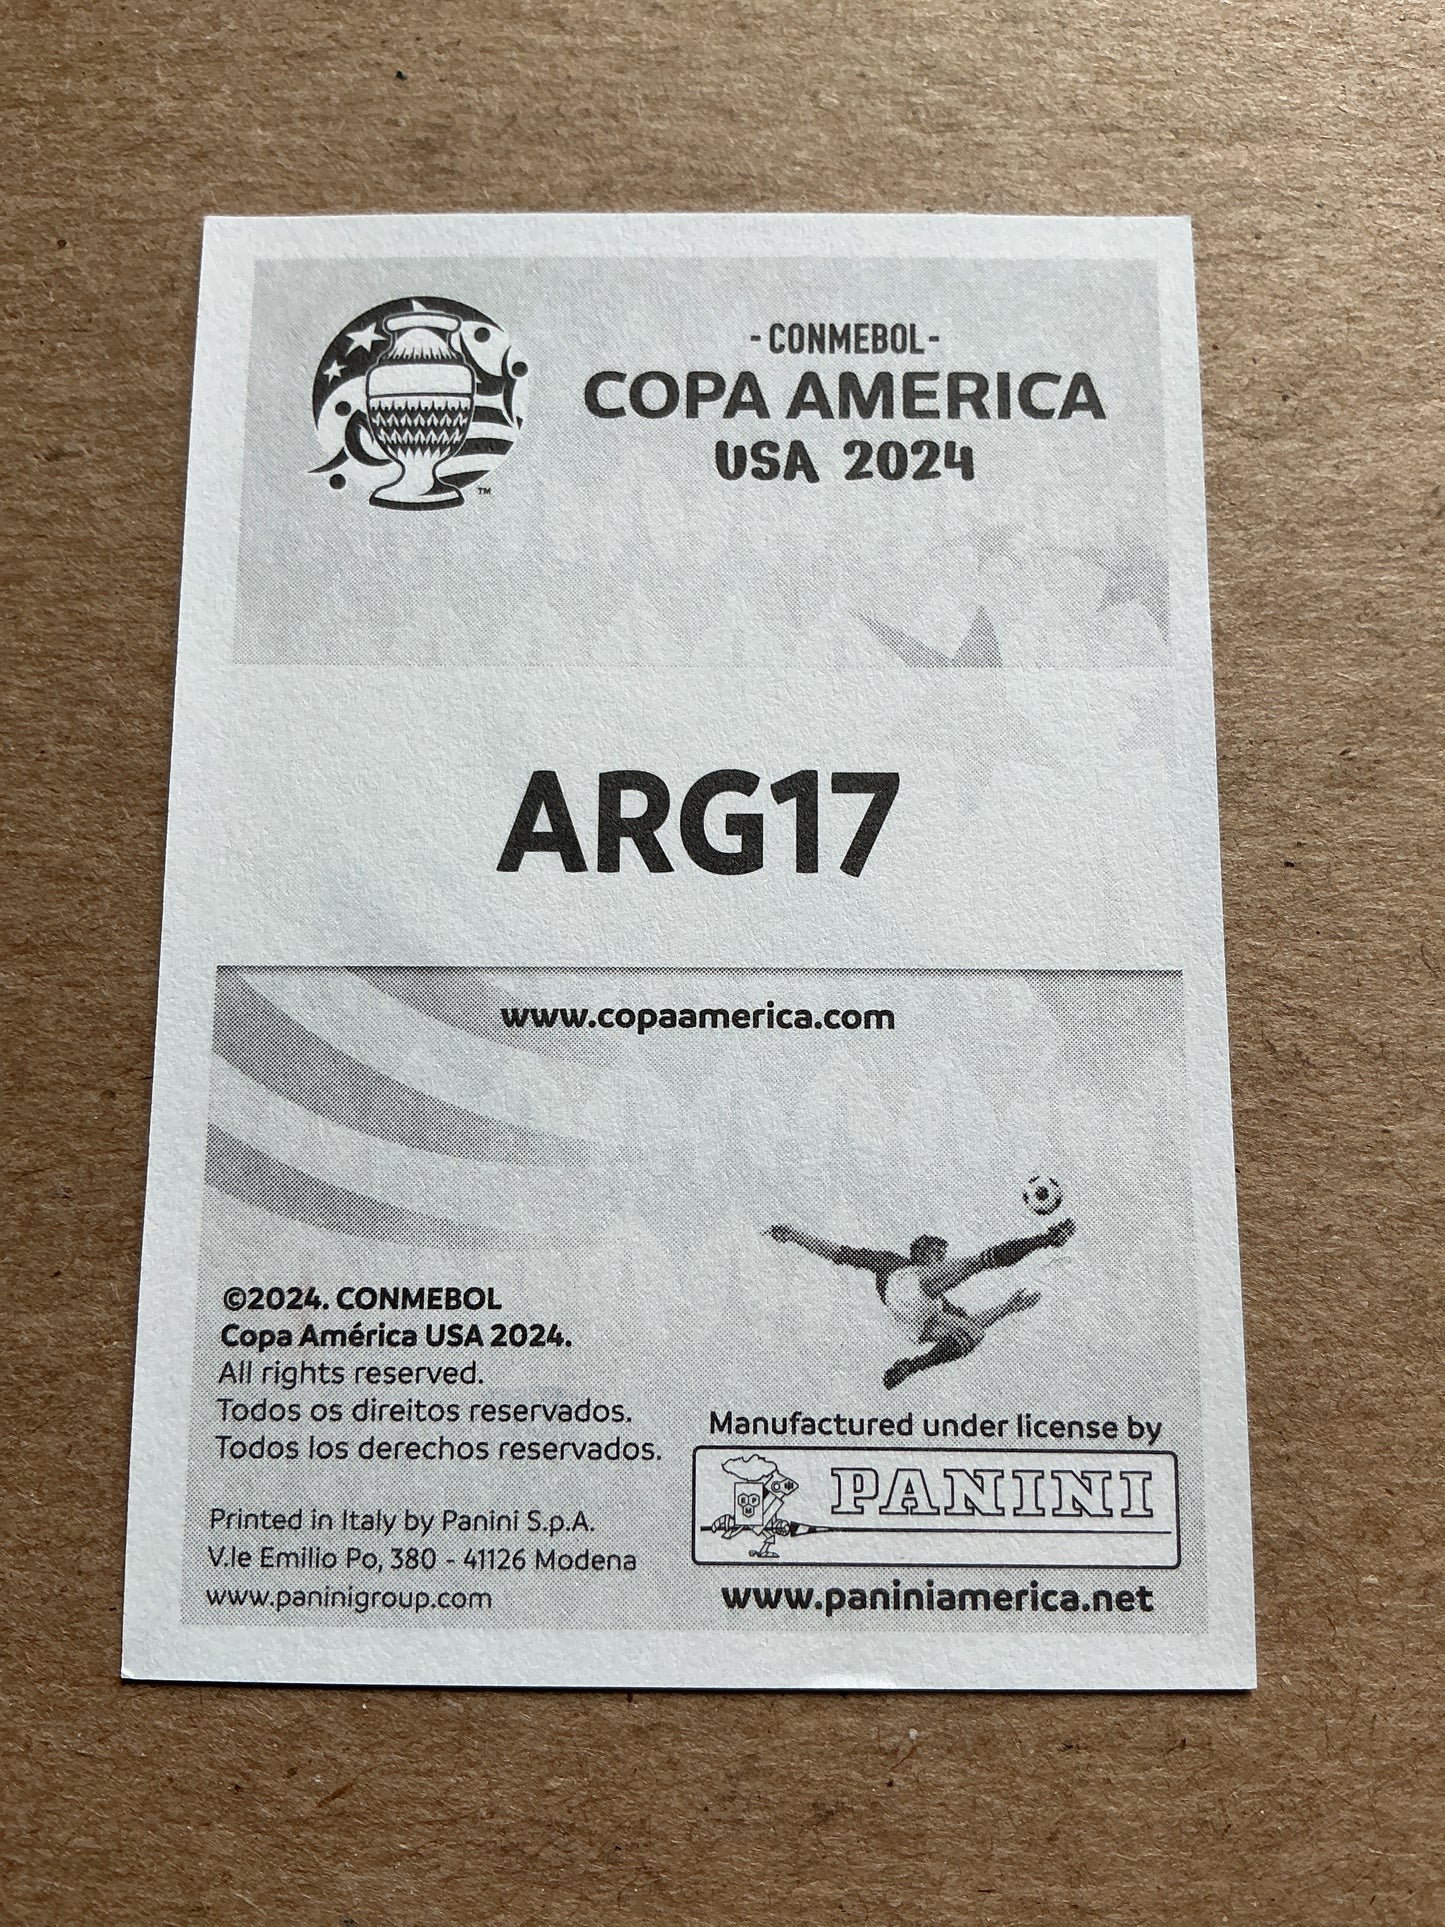 TM
- CONMEBOL -
COPA AMERICA
USA 2024
ARG17
www.copaamerica.com
©2024. CONMEBOL
Copa América USA 2024.
All rights reserved.
Todos os direitos reservados.
Todos los derechos reservados.
Printed in Italy by Panini S.p.A.
V.le Emilio Po, 380 - 41126 Modena
www.paninigroup.com
Manufactured under license by
PANINI
www.paniniamerica.net